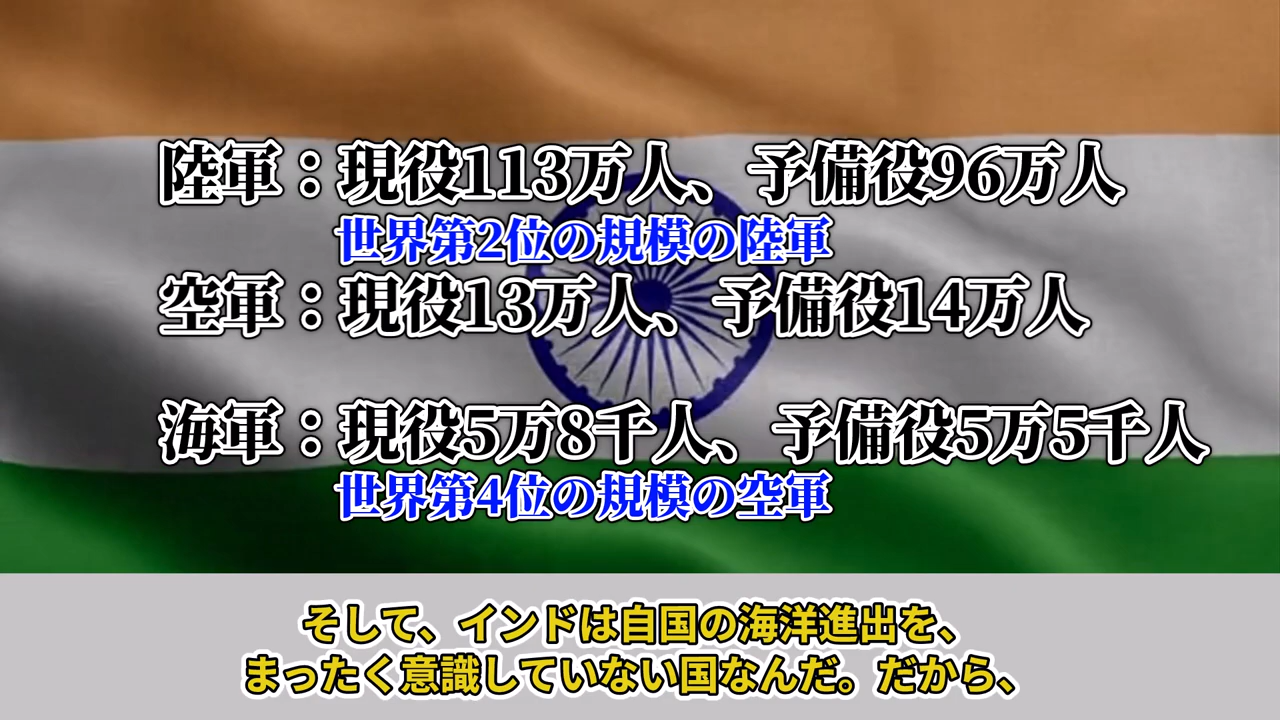 陸軍：現役113万人、予備役96万人
世界第2位の規模の陸軍
空軍：現役13万人、予備役14万人
海軍：現役5万8千人、予備役5万5千人
世界第4位の規模の空軍
そして、インドは自国の海洋進出を、
まったく意識していない国なんだ。だから、